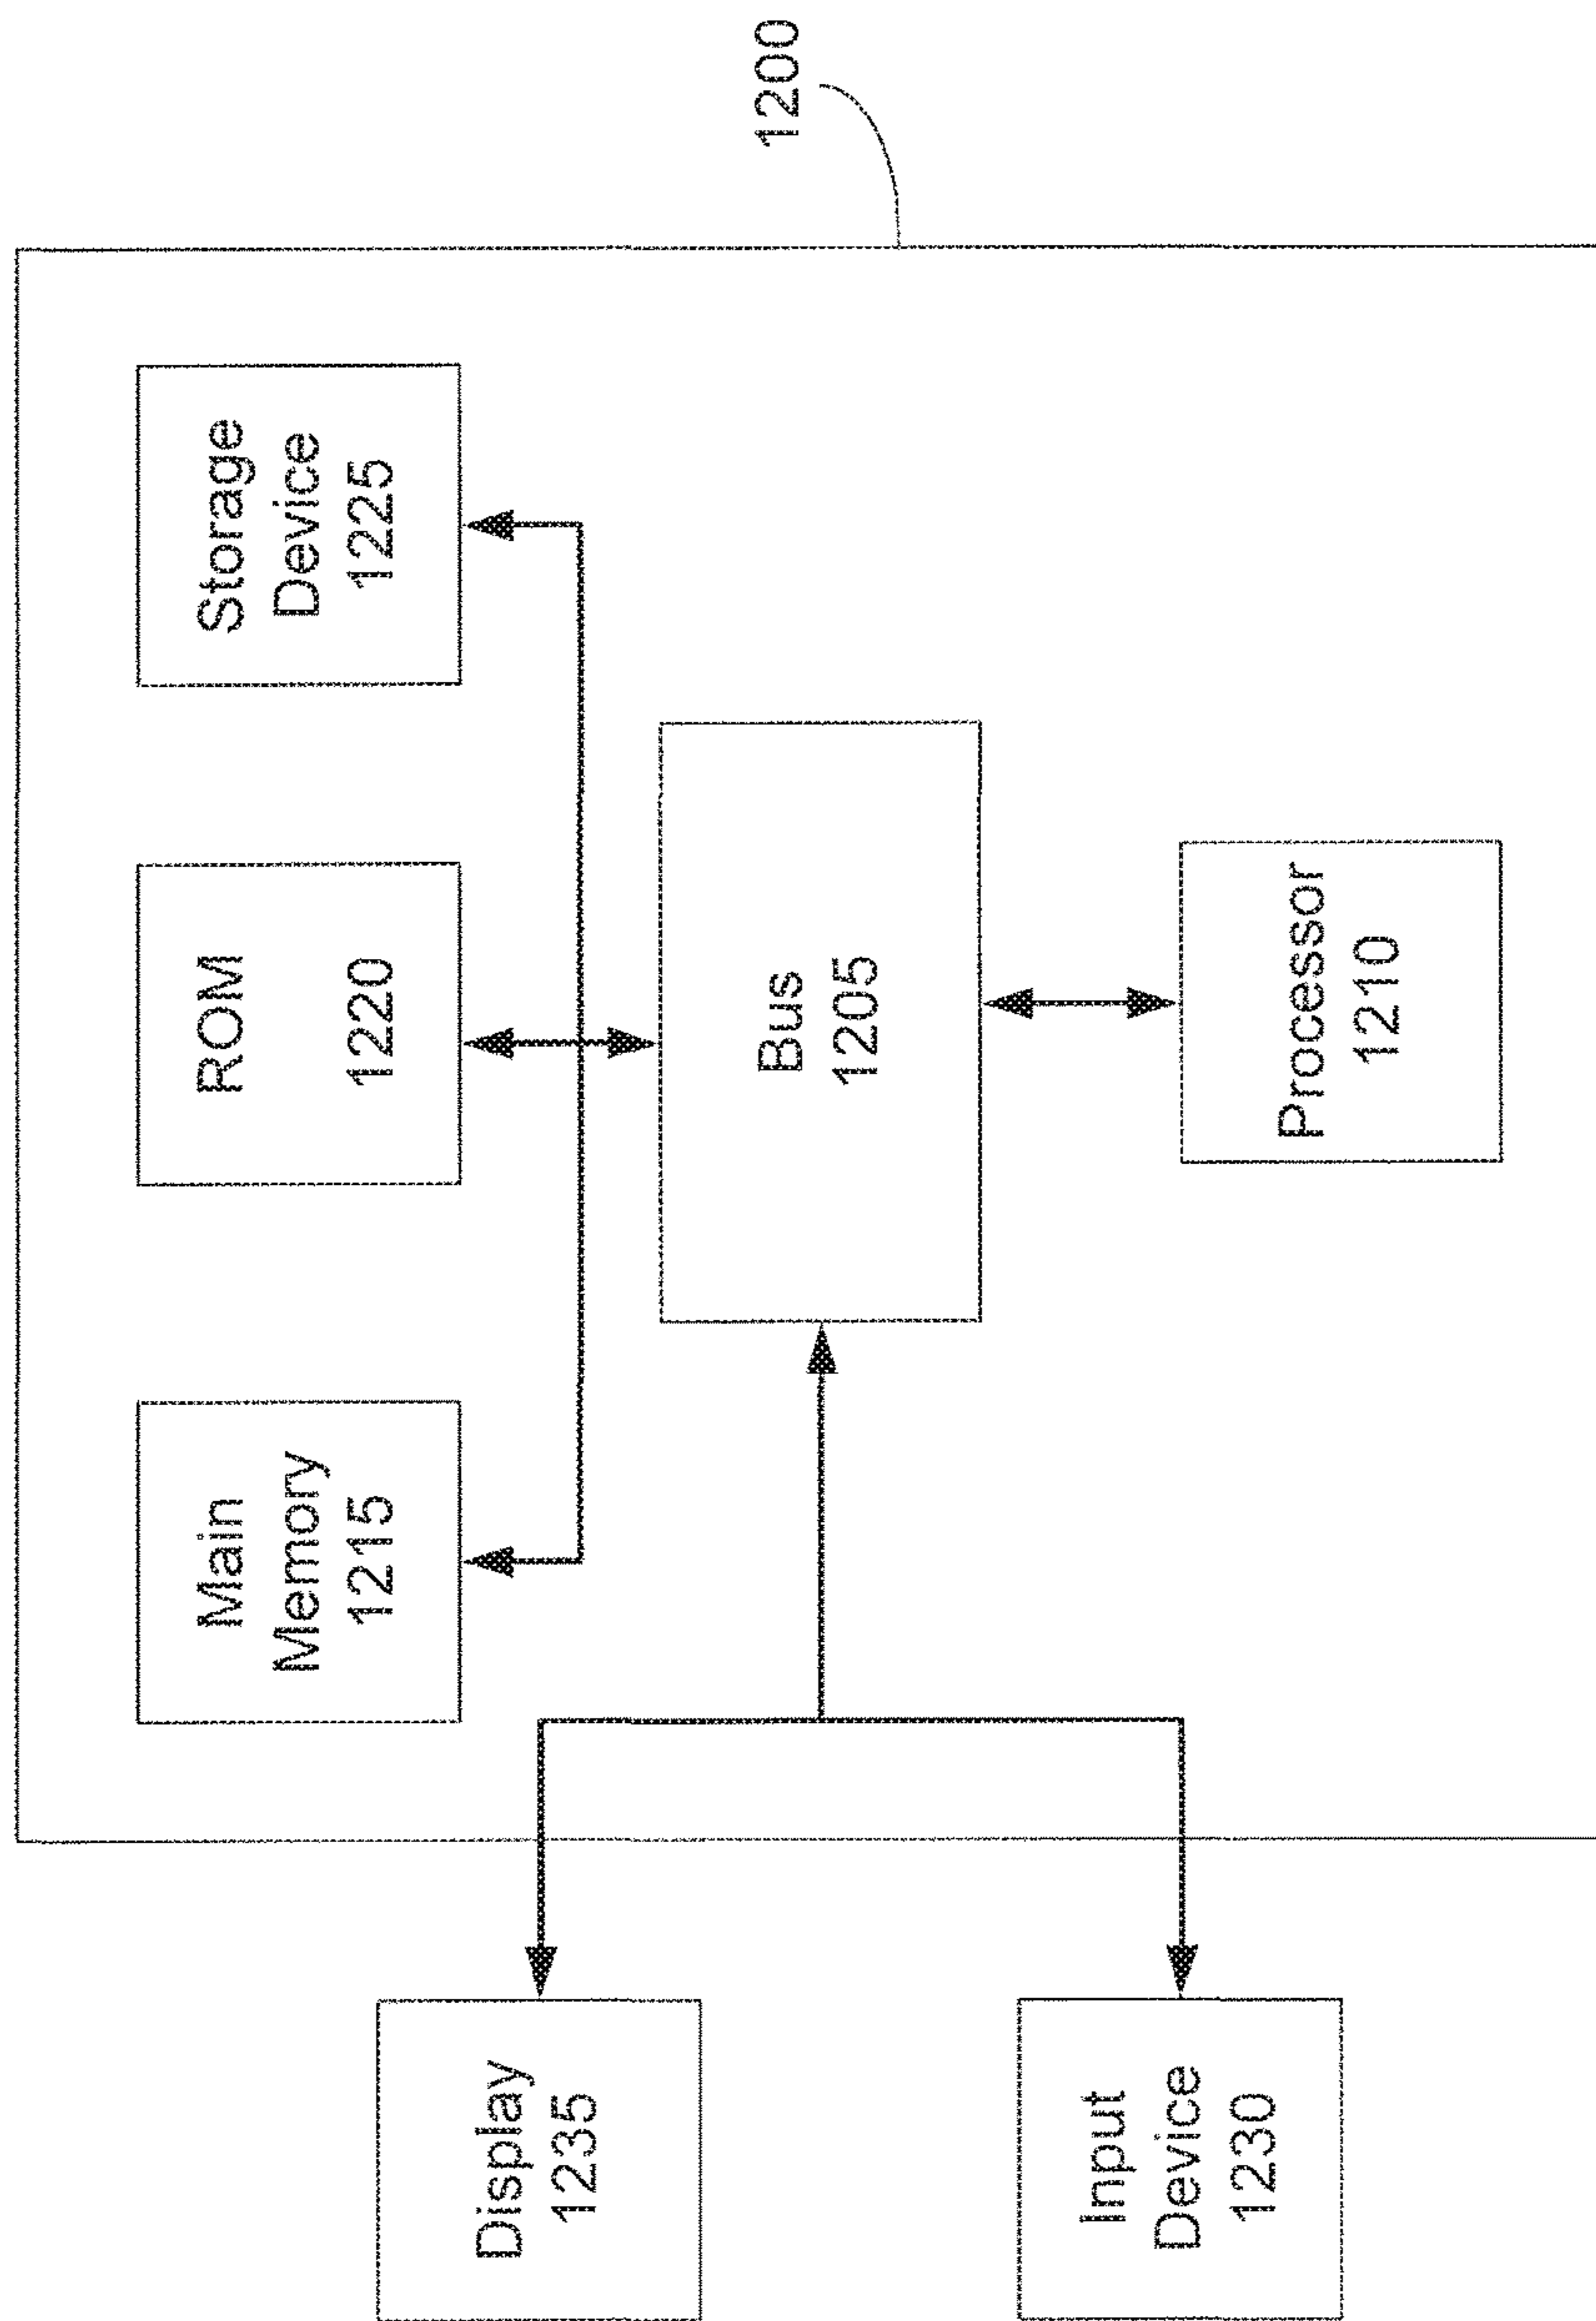 1200
Main
Memory
1215
ROM
1220
Storage
Device
1225
Display
1235
Bus
1205
Input
Device
1230
Processor
1210